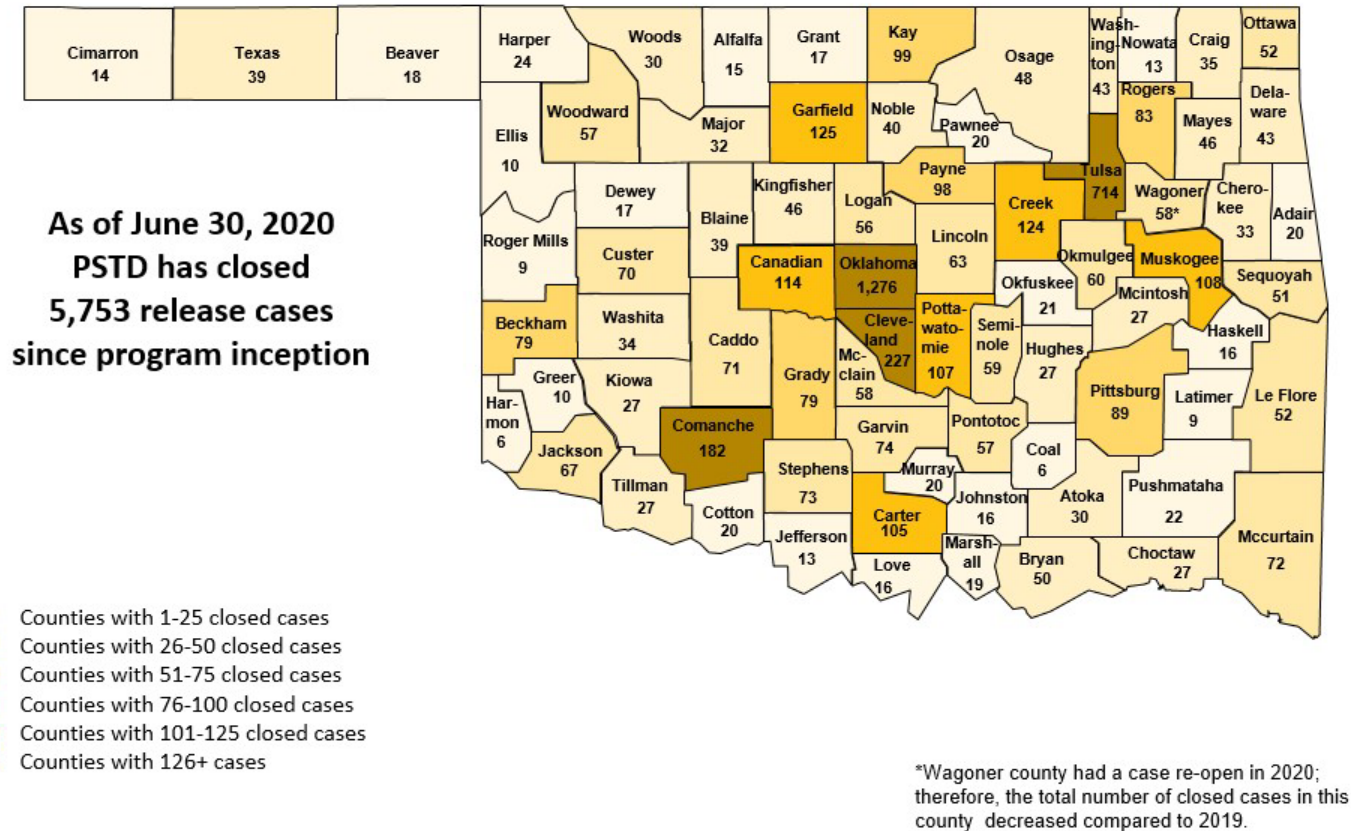 Cimarron
14
Texas
39
Beaver
18
Harper
24
Woods
30
Alfalfa
15
Grant
17
Kay
99
Osage
48
Wash-
ing-
ton
43
Nowata
13
Craig
35
Ottawa
52
Ellis
10
Woodward
57
Major
32
Garfield
125
Noble
40
Pawnee
20
Rogers
83
Mayes
46
Dela-
ware
43
Roger Mills
9
Dewey
17
Custer
70
Blaine
39
Kingfisher
46
Logan
56
Payne
98
Lincoln
63
Creek
124
Tulsa
714
Wagoner
58*
Chero-
kee
33
Adair
20
Beckham
79
Washita
34
Caddo
71
Canadian
114
Oklahoma
1,276
Cleve-
land
227
Potta-
wato-
mie
107
Semi-
nole
59
Okfuskee
21
Okmulgee
60
Muskogee
108
Mcintosh
27
Sequoyah
51
Haskell
16
Hughes
27
Greer
10
Har-
mon
6
Kiowa
27
Jackson
67
Comanche
182
Grady
79
Mc-
clain
58
Garvin
74
Pontotoc
57
Pittsburg
89
Latimer
9
Le Flore
52
Tillman
27
Cotton
20
Stephens
73
Murray
20
Coal
6
Johnston
16
Atoka
30
Pushmataha
22
Mccurtain
72
Jefferson
13
Carter
105
Love
16
Marsh-
all
19
Bryan
50
Choctaw
27
As of June 30, 2020
PSTD has closed
5,753 release cases
since program inception
Counties with 1-25 closed cases
Counties with 26-50 closed cases
Counties with 51-75 closed cases
Counties with 76-100 closed cases
Counties with 101-125 closed cases
Counties with 126+ cases
*Wagoner county had a case re-open in 2020;
therefore, the total number of closed cases in this
county decreased compared to 2019.